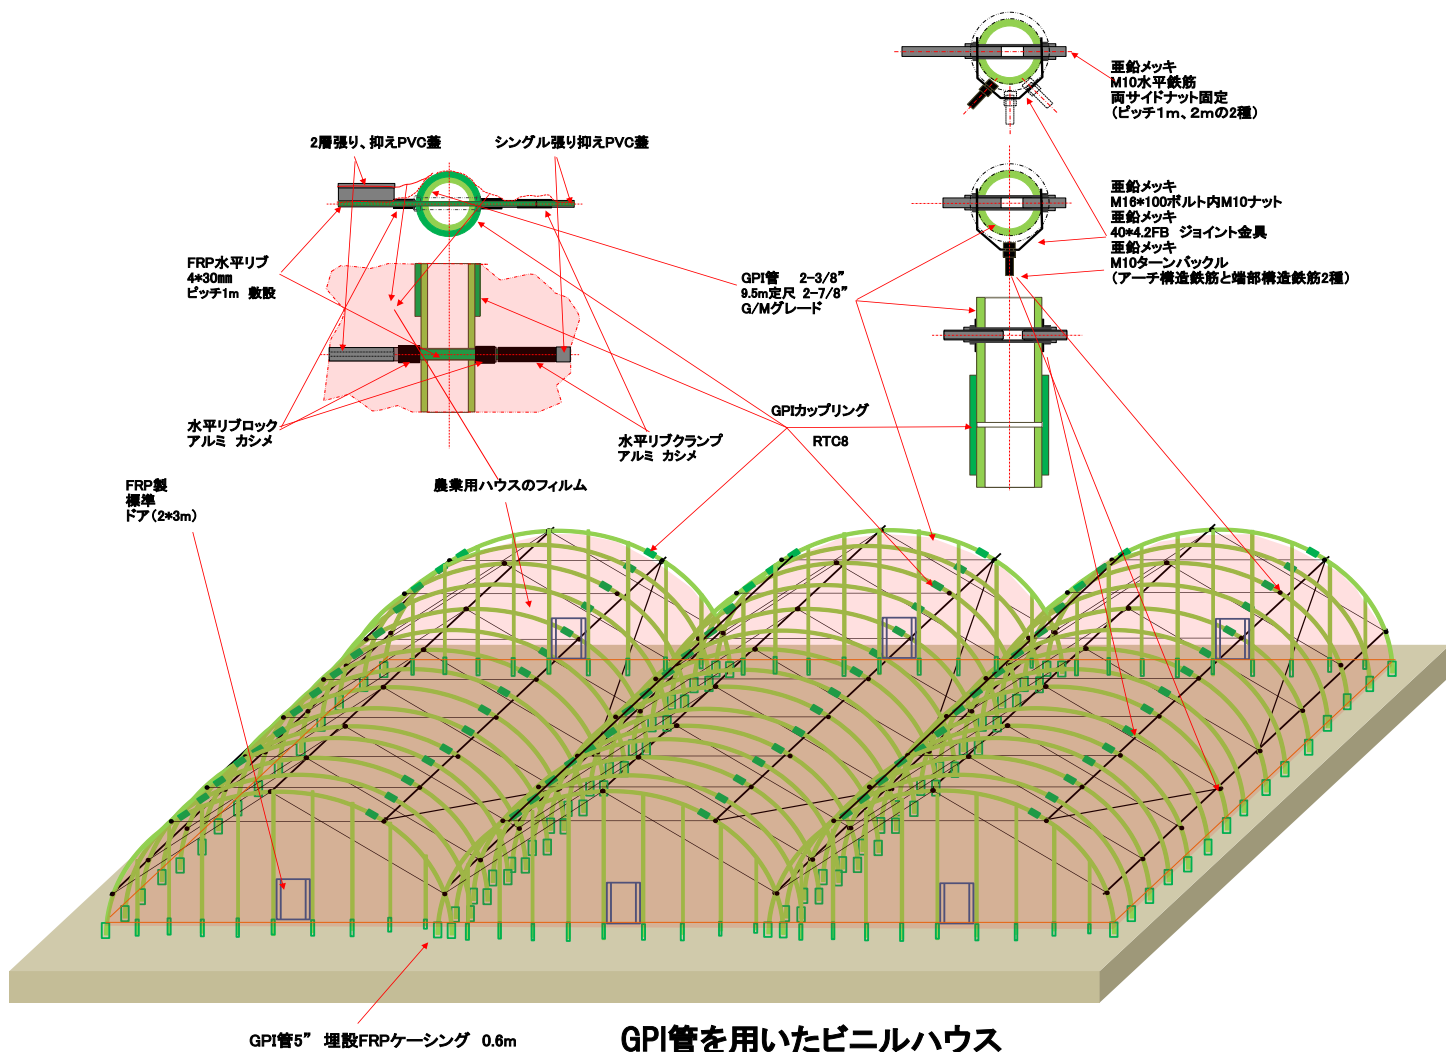 亜鉛メッキ
M10水平鉄筋
両サイドナット固定
(ピッチ1m、2mの2種)
2層張り、抑えPVC蓋
シングル張り抑えPVC蓋
亜鉛メッキ
M16*100ボルト内M10ナット
亜鉛メッキ
40*4.2FB ジョイント金具
亜鉛メッキ
M10ターンバックル
(アーチ構造鉄筋と端部構造鉄筋2種)
FRP水平リブ
4*30mm
ピッチ1m 敷設
GPI管 2-3/8”
9.5m定尺 2-7/8”
G/Mグレード
GPIカップリング
RTC8
水平リブロック
アルミ カシメ
水平リブクランプ
アルミ カシメ
FRP製
標準
ドア(2*3m)
農業用ハウスのフィルム
GPI管5” 埋設FRPケーシング 0.6m
GPI管を用いたビニルハウス